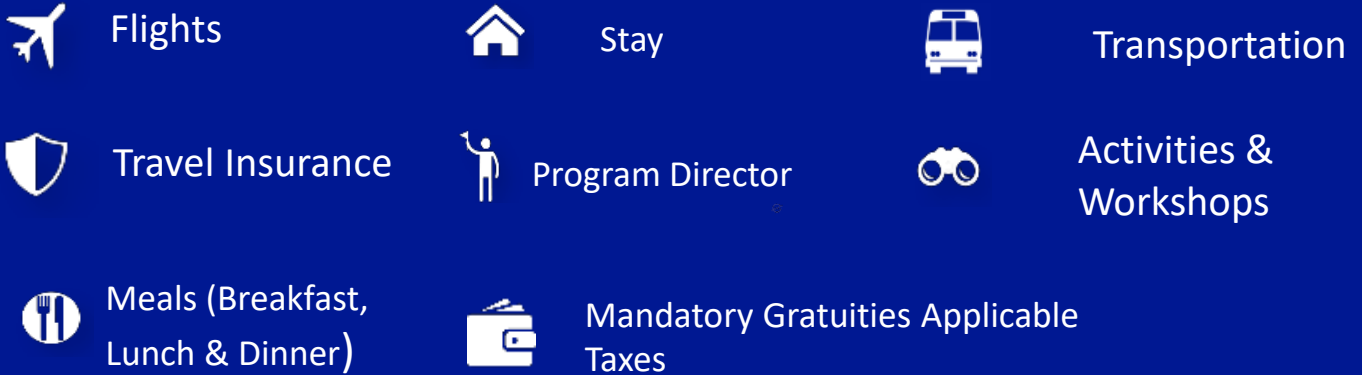 Flights
Stay
Transportation
Travel Insurance
Program Director
Activities &
Workshops
Meals (Breakfast,
Lunch & Dinner)
Mandatory Gratuities Applicable
Taxes